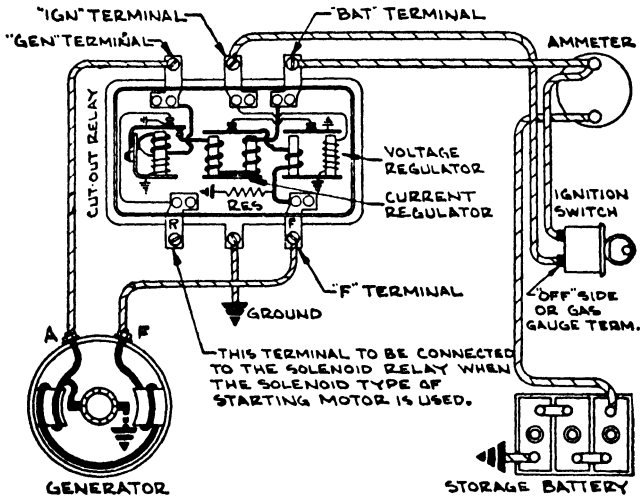 "IGN" TERMINAL
"BAT" TERMINAL
"GEN" TERMINAL
AMMETER
CUT-OUT RELAY
VOLTAGE
REGULATOR
CURRENT
REGULATOR
RES
R
F
IGNITION
SWITCH
"F" TERMINAL
"OFF" SIDE
OR GAS
GAUGE TERM.
GROUND
A
F
THIS TERMINAL TO BE CONNECTED
TO THE SOLENOID RELAY WHEN
THE SOLENOID TYPE OF
STARTING MOTOR IS USED.
GENERATOR
STORAGE BATTERY